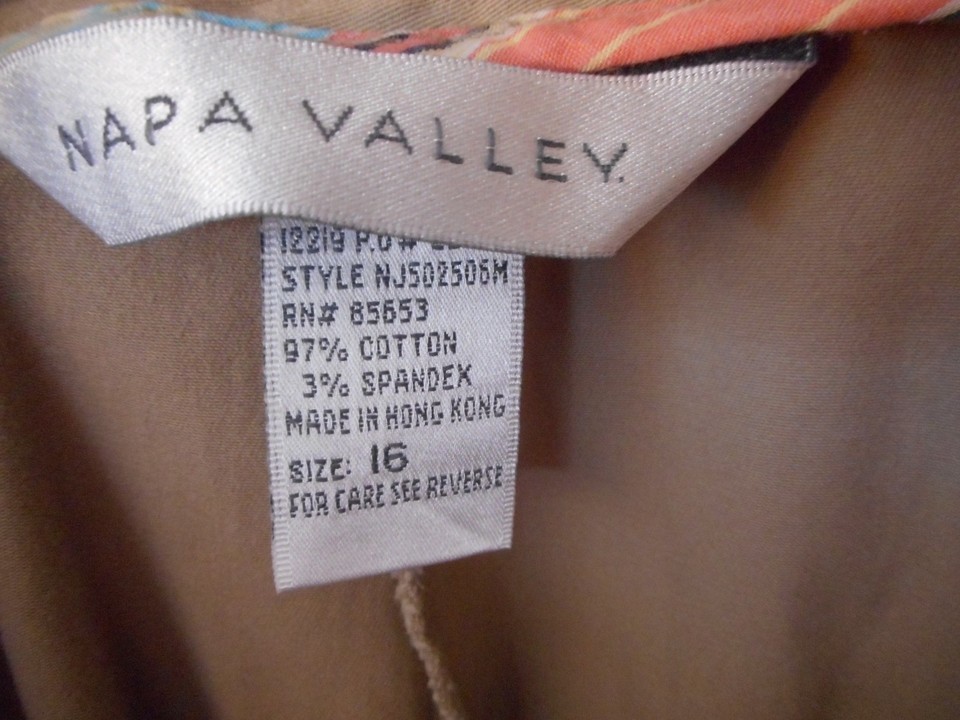 NAPA VALLEY.
12219 P.O #
STYLE NJ502506M
RN# 85653
97% COTTON
3% SPANDEX
MADE IN HONG KONG
SIZE: 16
FOR CARE SEE REVERSE